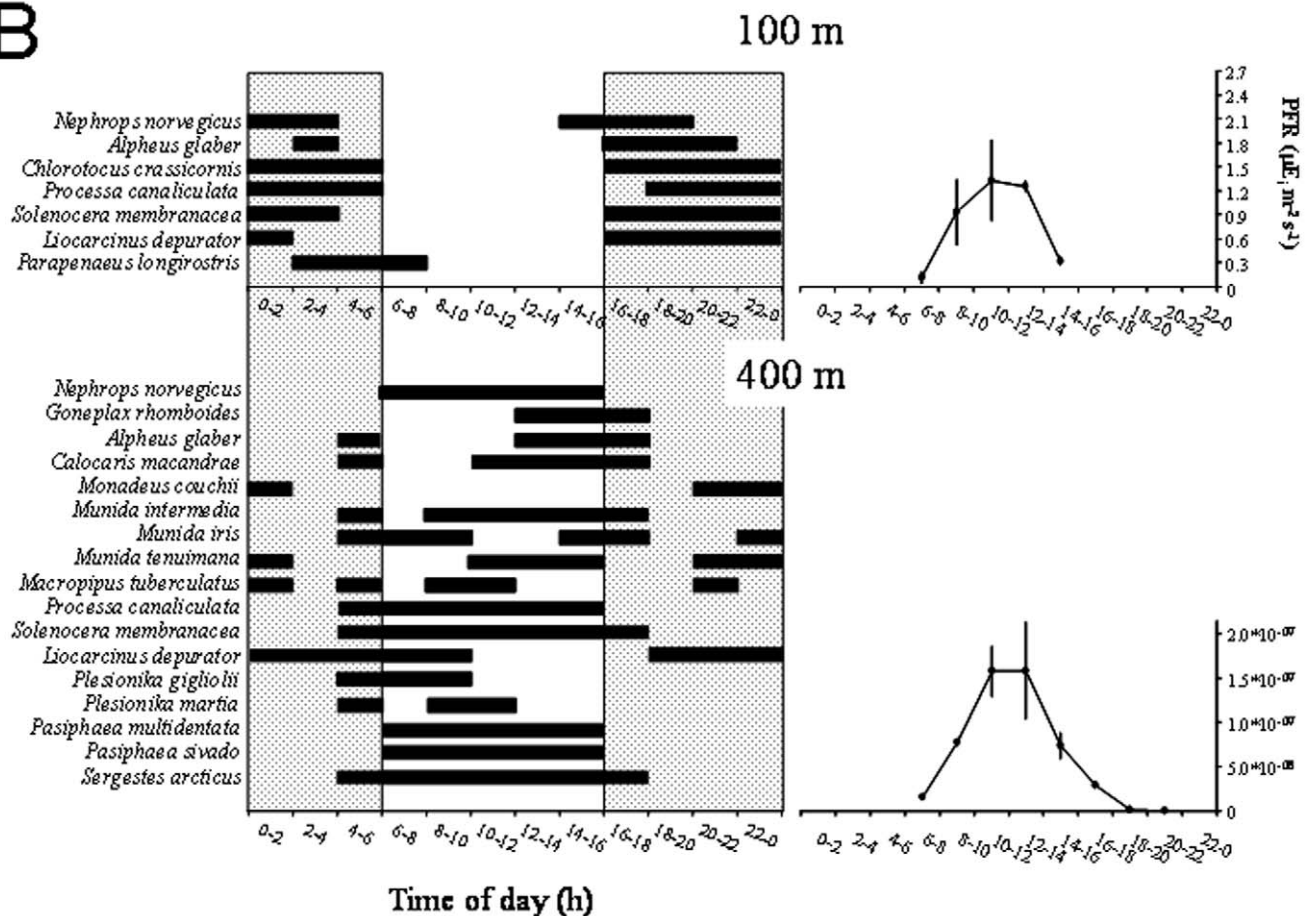 B
100 m
Nephrops norvegicus
Alpheus glaber
Chlorotocus crassicornis
Processa canaliculata
Solenocera membranacea
Liocarcinus depurator
Parapenaeus longirostris
0-2 2-4 4-6 6-8 8-10 10-12 12-14 14-16 16-18 18-20 20-22 22-0
2.7
2.4
2.1
1.8
1.5
1.2
0.9
0.6
0.3
0
PFR (µE; m-2 s-1)
0-2 2-4 4-6 6-8 8-10 10-12 12-14 14-16 16-18 18-20 20-22 22-0
400 m
Nephrops norvegicus
Goneplax rhomboides
Alpheus glaber
Calocaris macandrae
Monadeus couchii
Munida intermedia
Munida iris
Munida tenuimana
Macropipus tuberculatus
Processa canaliculata
Solenocera membranacea
Liocarcinus depurator
Plesionika gigliolii
Plesionika martia
Pasiphaea multidentata
Pasiphaea sivado
Sergestes arcticus
0-2 2-4 4-6 6-8 8-10 10-12 12-14 14-16 16-18 18-20 20-22 22-0
2.0*10-07
1.5*10-07
1.0*10-07
5.0*10-08
0
0-2 2-4 4-6 6-8 8-10 10-12 12-14 14-16 16-18 18-20 20-22 22-0
Time of day (h)